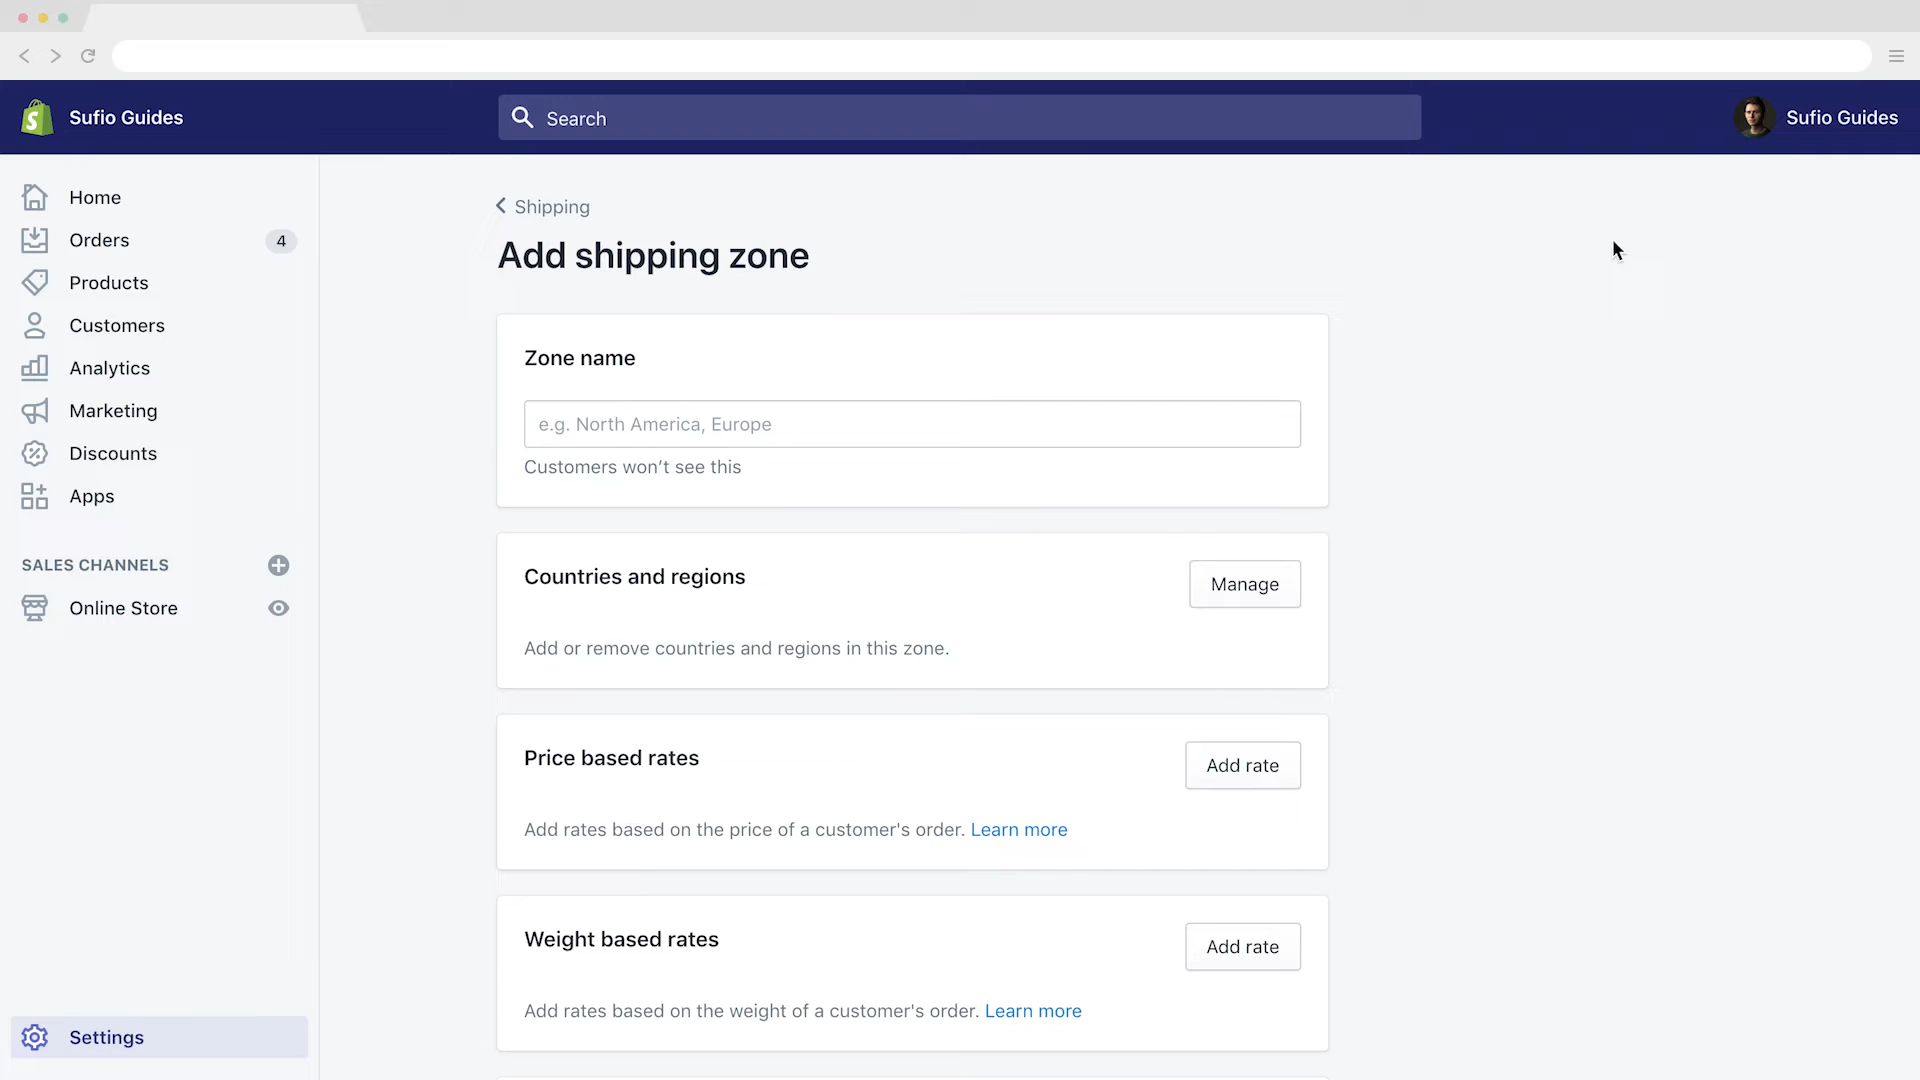 Sufio Guides
Search
Sufio Guides
Home
Orders
4
Products
Customers
Analytics
Marketing
Discounts
Apps
SALES CHANNELS
Online Store
Settings
Shipping
Add shipping zone
Zone name
e.g. North America, Europe
Customers won’t see this
Countries and regions
Manage
Add or remove countries and regions in this zone.
Price based rates
Add rate
Add rates based on the price of a customer's order. Learn more
Weight based rates
Add rate
Add rates based on the weight of a customer's order. Learn more